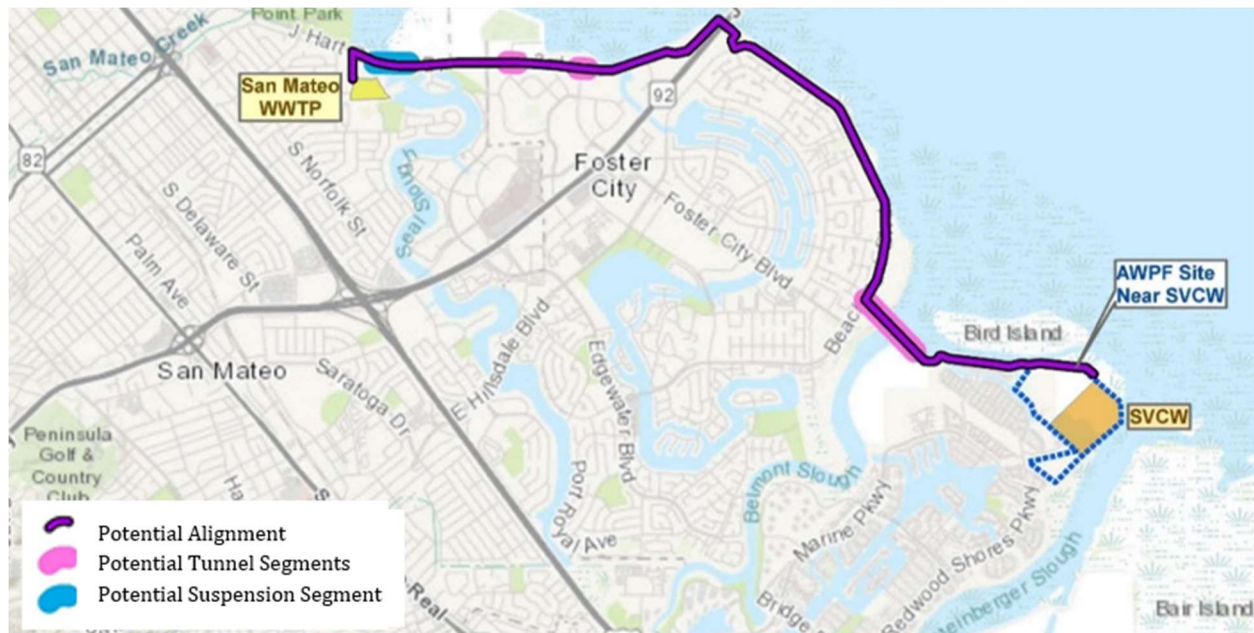 Point Park
J Hart
San Mateo Creek
San Mateo
WWTP
92
82
Foster
City
S Norfolk St
Seal Slough
S Delaware St
Foster City Blvd
Palm Ave
AWPF Site
Near SVCW
Bird Island
Beac
E Hillsdale Blvd
Edgewater Blvd
San Mateo
Saratoga Dr
SVCW
Peninsula
Golf &
Country
Club
Belmont Slough
Port Royal Ave
Marine Pkwy
Redwood Shores Pkwy
Bridge
Steinberger Slough
Bair Island
Real
Potential Alignment
Potential Tunnel Segments
Potential Suspension Segment